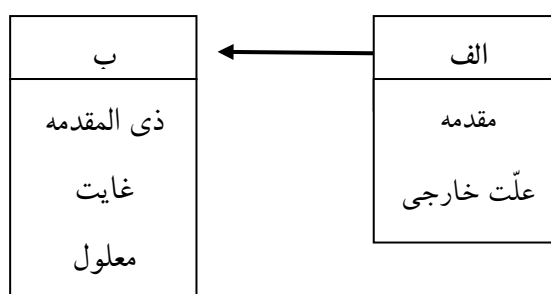 الف
مقدمه
علّت خارجی
ب
ذی المقدمه
غایت
معلول